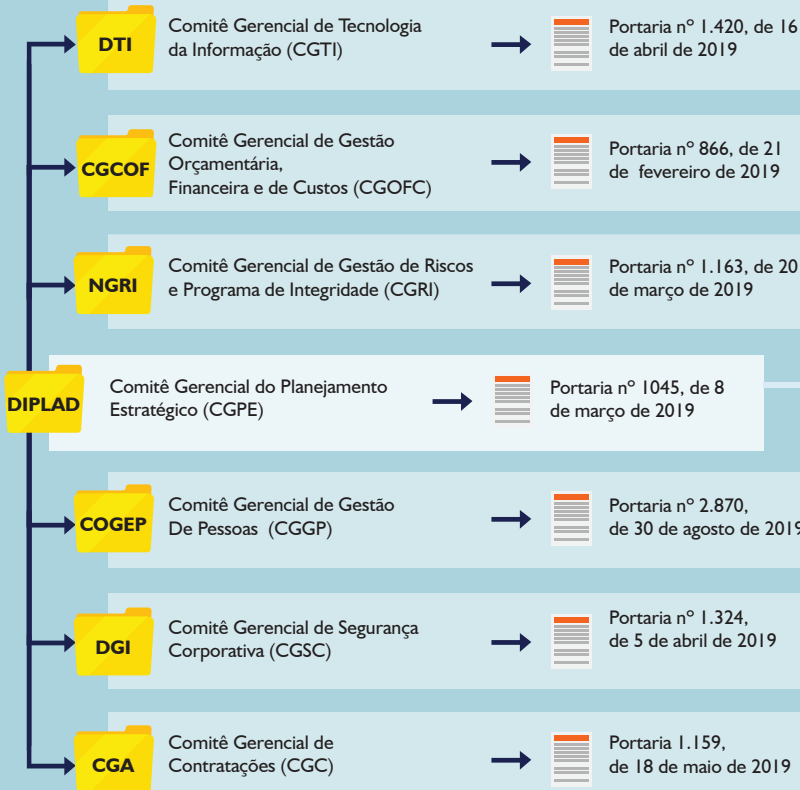 DTI
Comitê Gerencial de Tecnologia
da Informação (CGTI)
Portaria nº 1.420, de 16
de abril de 2019
CGCOF
Comitê Gerencial de Gestão
Orçamentária,
Financeira e de Custos (CGOFC)
Portaria nº 866, de 21
de fevereiro de 2019
NGRI
Comitê Gerencial de Gestão de Riscos
e Programa de Integridade (CGRI)
Portaria nº 1.163, de 20
de março de 2019
DIPLAD
Comitê Gerencial do Planejamento
Estratégico (CGPE)
Portaria nº 1045, de 8
de março de 2019
COGEP
Comitê Gerencial de Gestão
De Pessoas (CGGP)
Portaria nº 2.870,
de 30 de agosto de 2019
DGI
Comitê Gerencial de Segurança
Corporativa (CGSC)
Portaria nº 1.324,
de 5 de abril de 2019
CGA
Comitê Gerencial de
Contratações (CGC)
Portaria 1.159,
de 18 de maio de 2019